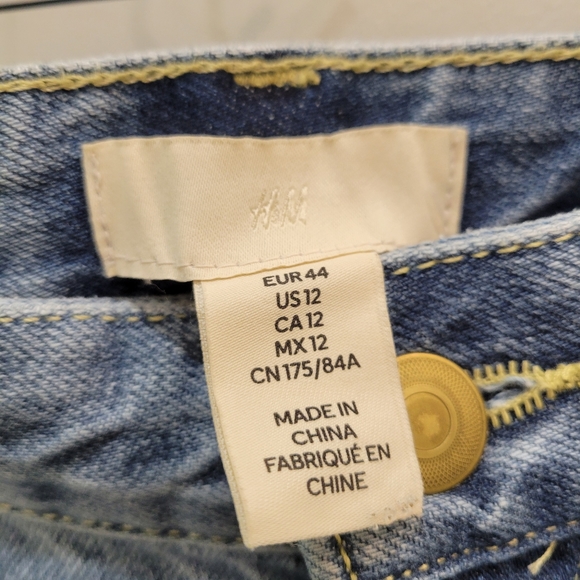 H&M
EUR 44
US 12
CA 12
MX 12
CN 175/84A
MADE IN
CHINA
FABRIQUÉ EN
CHINE